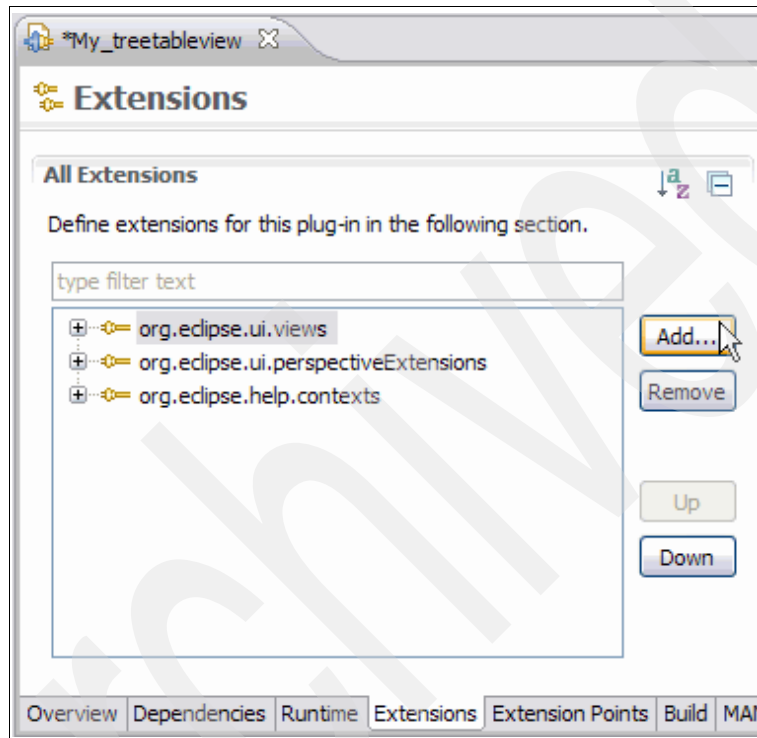 *My_treetableview
Extensions
All Extensions
Define extensions for this plug-in in the following section.
type filter text
org.eclipse.ui.views
org.eclipse.ui.perspectiveExtensions
org.eclipse.help.contexts
Add...
Remove
Up
Down
Overview Dependencies Runtime Extensions Extension Points Build MAN